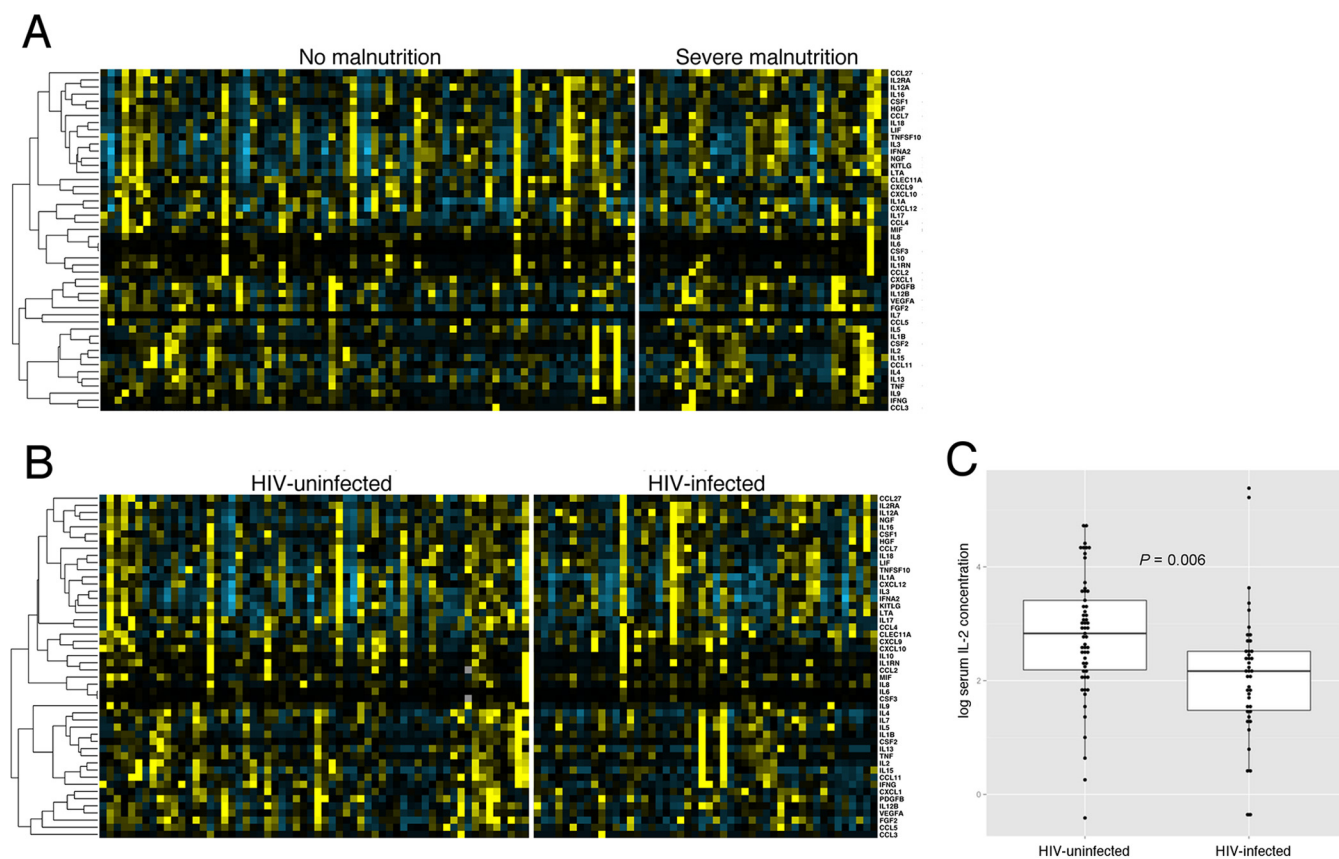 A
No malnutrition
Severe malnutrition
CCL27
IL2RA
IL12A
IL16
CSF1
HGF
CCL7
IL18
LIF
TNFSF10
IL3
IFNA2
NGF
KITLG
LTA
CLEC11A
CXCL9
CXCL10
IL1A
CXCL12
IL17
CCL4
MIF
IL8
IL6
CSF3
IL10
IL1RN
CCL2
CXCL1
PDGFB
IL12B
VEGFA
FGF2
IL7
CCL5
IL5
IL1B
CSF2
IL2
IL15
CCL11
IL4
IL13
TNF
IL9
IFNG
CCL3
B
HIV-uninfected
HIV-infected
CCL27
IL2RA
IL12A
NGF
IL16
CSF1
HGF
CCL7
IL18
LIF
TNFSF10
IL1A
CXCL12
IL3
IFNA2
KITLG
LTA
IL17
CCL4
CLEC11A
CXCL9
CXCL10
IL10
IL1RN
CCL2
MIF
IL8
IL6
CSF3
IL9
IL4
IL7
IL5
IL1B
CSF2
IL13
TNF
IL2
IL15
CCL11
IFNG
CXCL1
PDGFB
IL12B
VEGFA
FGF2
CCL5
CCL3
C
log serum IL-2 concentration
4
2
0
P = 0.006
HIV-uninfected
HIV-infected